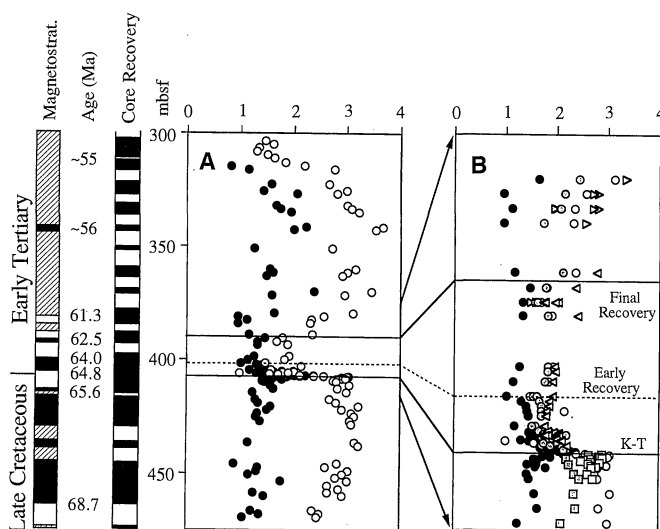 Magnetostrat.
Age (Ma)
Core Recovery
mbsf
0 1 2 3 4
0 1 2 3 4
300
350
400
450
A
B
~55
~56
61.3
62.5
64.0
64.8
65.6
68.7
Early Tertiary
Late Cretaceous
Final
Recovery
Early
Recovery
K-T